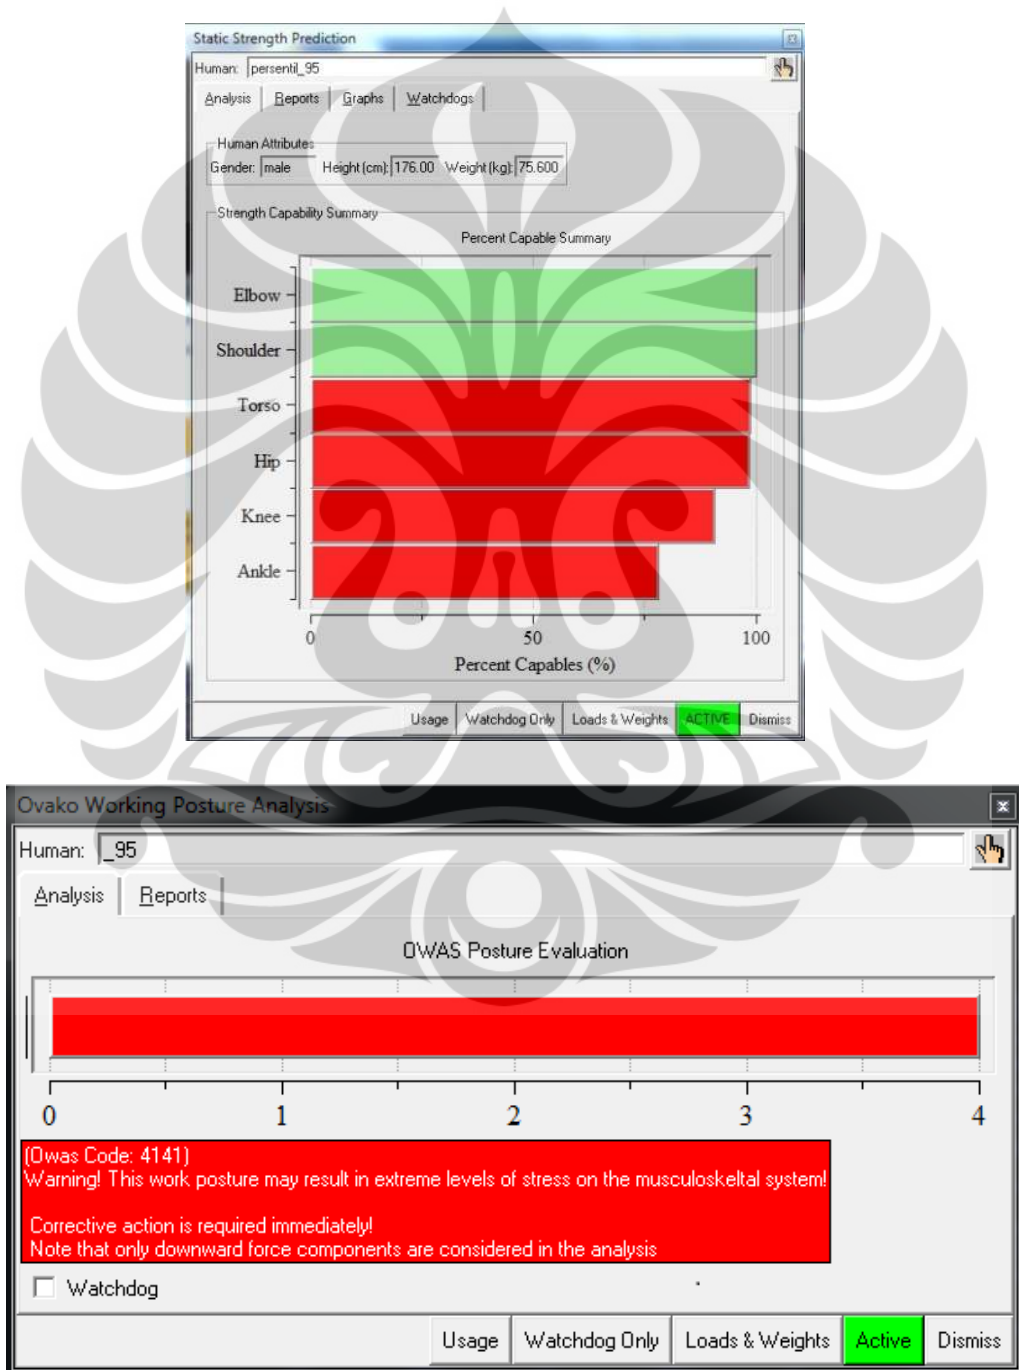 Static Strength Prediction
Human: persentil_95
Analysis Reports Graphs Watchdogs
Human Attributes
Gender: male Height (cm): 176.00 Weight (kg): 75.600
Strength Capability Summary
Percent Capable Summary
Elbow
Shoulder
Torso
Hip
Knee
Ankle
0 50 100
Percent Capables (%)
Usage Watchdog Only Loads & Weights ACTIVE Dismiss
Ovako Working Posture Analysis
Human: _95
Analysis Reports
OWAS Posture Evaluation
0 1 2 3 4
(Owas Code: 4141)
Warning! This work posture may result in extreme levels of stress on the musculoskeltal system!
Corrective action is required immediately!
Note that only downward force components are considered in the analysis
Watchdog
Usage Watchdog Only Loads & Weights Active Dismiss